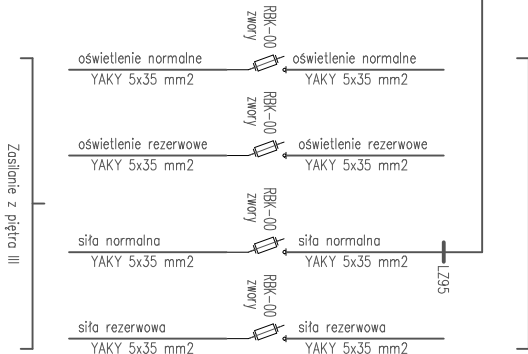 RBK-00
zwory
oświetlenie normalne
YAKY 5x35 mm2
oświetlenie normalne
YAKY 5x35 mm2
RBK-00
zwory
oświetlenie rezerwowe
YAKY 5x35 mm2
oświetlenie rezerwowe
YAKY 5x35 mm2
Zasilanie z piętra III
RBK-00
zwory
siła normalna
YAKY 5x35 mm2
siła normalna
YAKY 5x35 mm2
LZ95
RBK-00
zwory
siła rezerwowa
YAKY 5x35 mm2
siła rezerwowa
YAKY 5x35 mm2